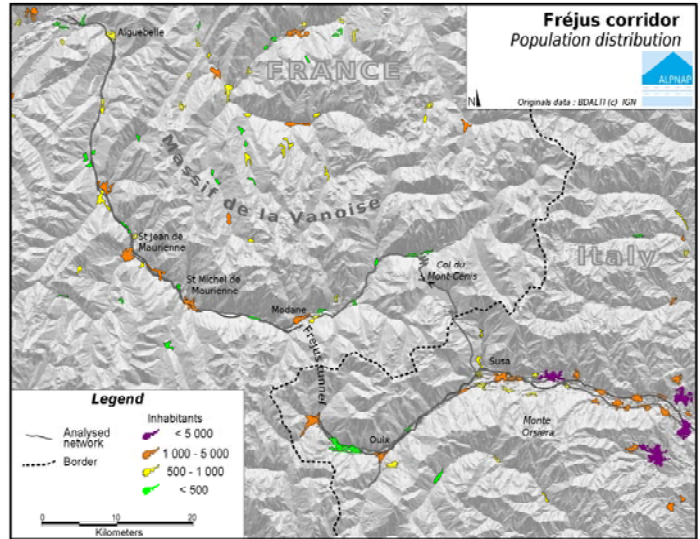 Fréjus corridor
Population distribution
ALPNAP
N
Originals data : BDALTI (c) IGN
Aiguebelle
FRANCE
Massif de la Vanoise
St Jean de
Maurienne
St Michel de
Maurienne
Modane
Fréjus tunnel
Col du
Mont Cenis
Italy
Susa
Monte
Orsiera
Oulx
Legend
Inhabitants
Analysed
network
Border
< 5 000
1 000 - 5 000
500 - 1 000
< 500
0
10
20
Kilometers